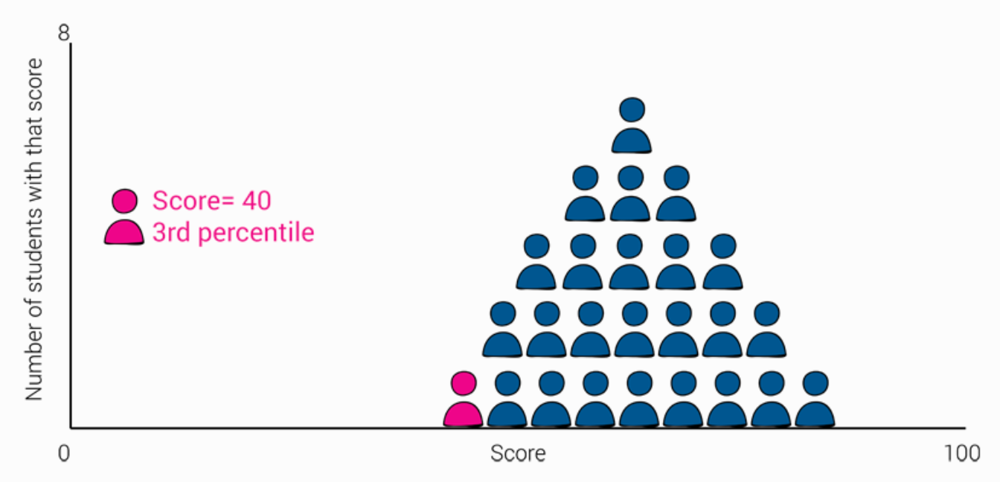 8
Number of students with that score
Score= 40
3rd percentile
0
Score
100